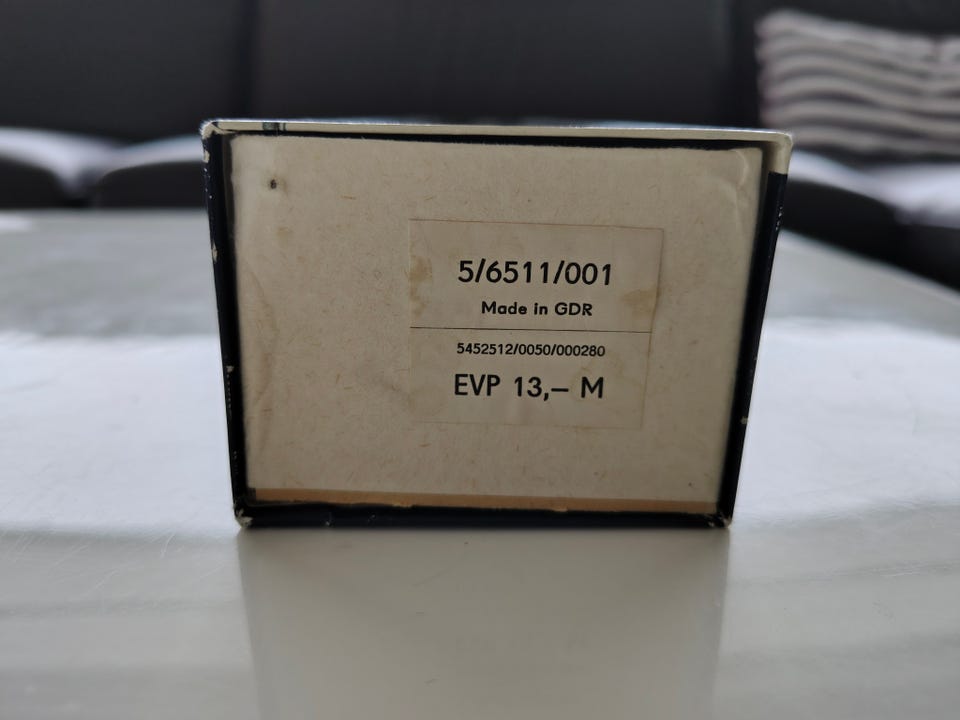 5/6511/001
Made in GDR
5452512/0050/000280
EVP 13,– M